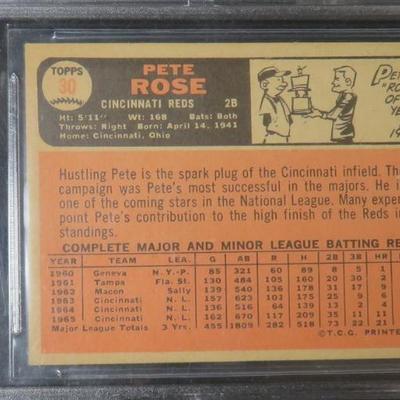 TOPPS
30
PETE
ROSE
CINCINNATI REDS 2B
Ht: 5'11" Wt: 168 Bats: Both
Throws: Right Born: April 14, 1941
Home: Cincinnati, Ohio
PE
"RO
OF
YE
19
Hustling Pete is the spark plug of the Cincinnati infield. Th
campaign was Pete's most successful in the majors. He i
one of the coming stars in the National League. Many exper
point Pete's contribution to the high finish of the Reds i
standings.
COMPLETE MAJOR AND MINOR LEAGUE BATTING RE
YEAR TEAM LEA. G AB R H 2B 3B HR
1960 Geneva N.Y.-P. 85 321 60 89 8 5 1
1961 Tampa Fla. St. 130 484 105 160 20 30 2
1962 Macon Sally 139 540 136 178 31 17 9
1963 Cincinnati N. L. 157 623 101 170 25 9 6
1964 Cincinnati N. L. 136 516 64 139 13 2 4
1965 Cincinnati N. L. 162 670 117 209 35 11 11
Major League Totals 3 Yrs. 455 1809 282 518 73 22 21
©T.C.G. PRINTE